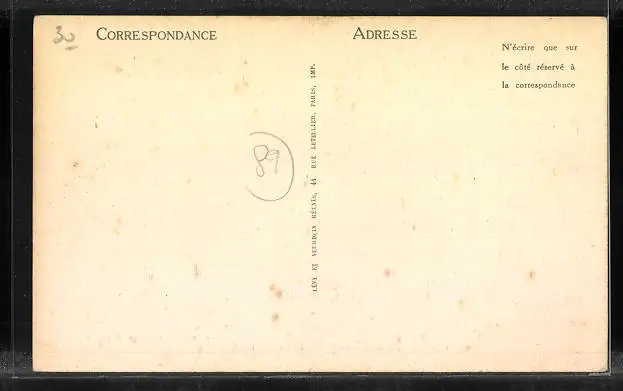 30
CORRESPONDANCE
ADRESSE
N'écrire que sur
le côté réservé à
la correspondance
89
LÉVY ET NEURDEIN RÉUNIS, 44 RUE LETELLIER, PARIS, IMP.